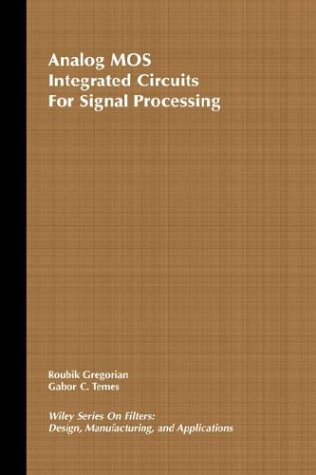 Analog MOS
Integrated Circuits
For Signal Processing
Roubik Gregorian
Gabor C. Temes
Wiley Series On Filters:
Design, Manufacturing, and Applications